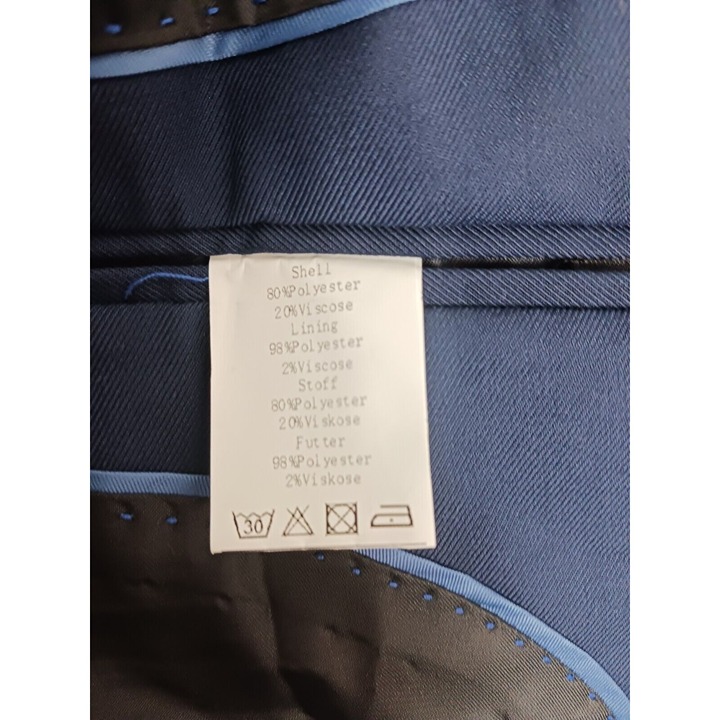 Shell
80%Polyester
20%Viscose
Lining
98%Polyester
2%Viscose
Stoff
80%Polyester
20%Viskose
Futter
98%Polyester
2%Viskose
30